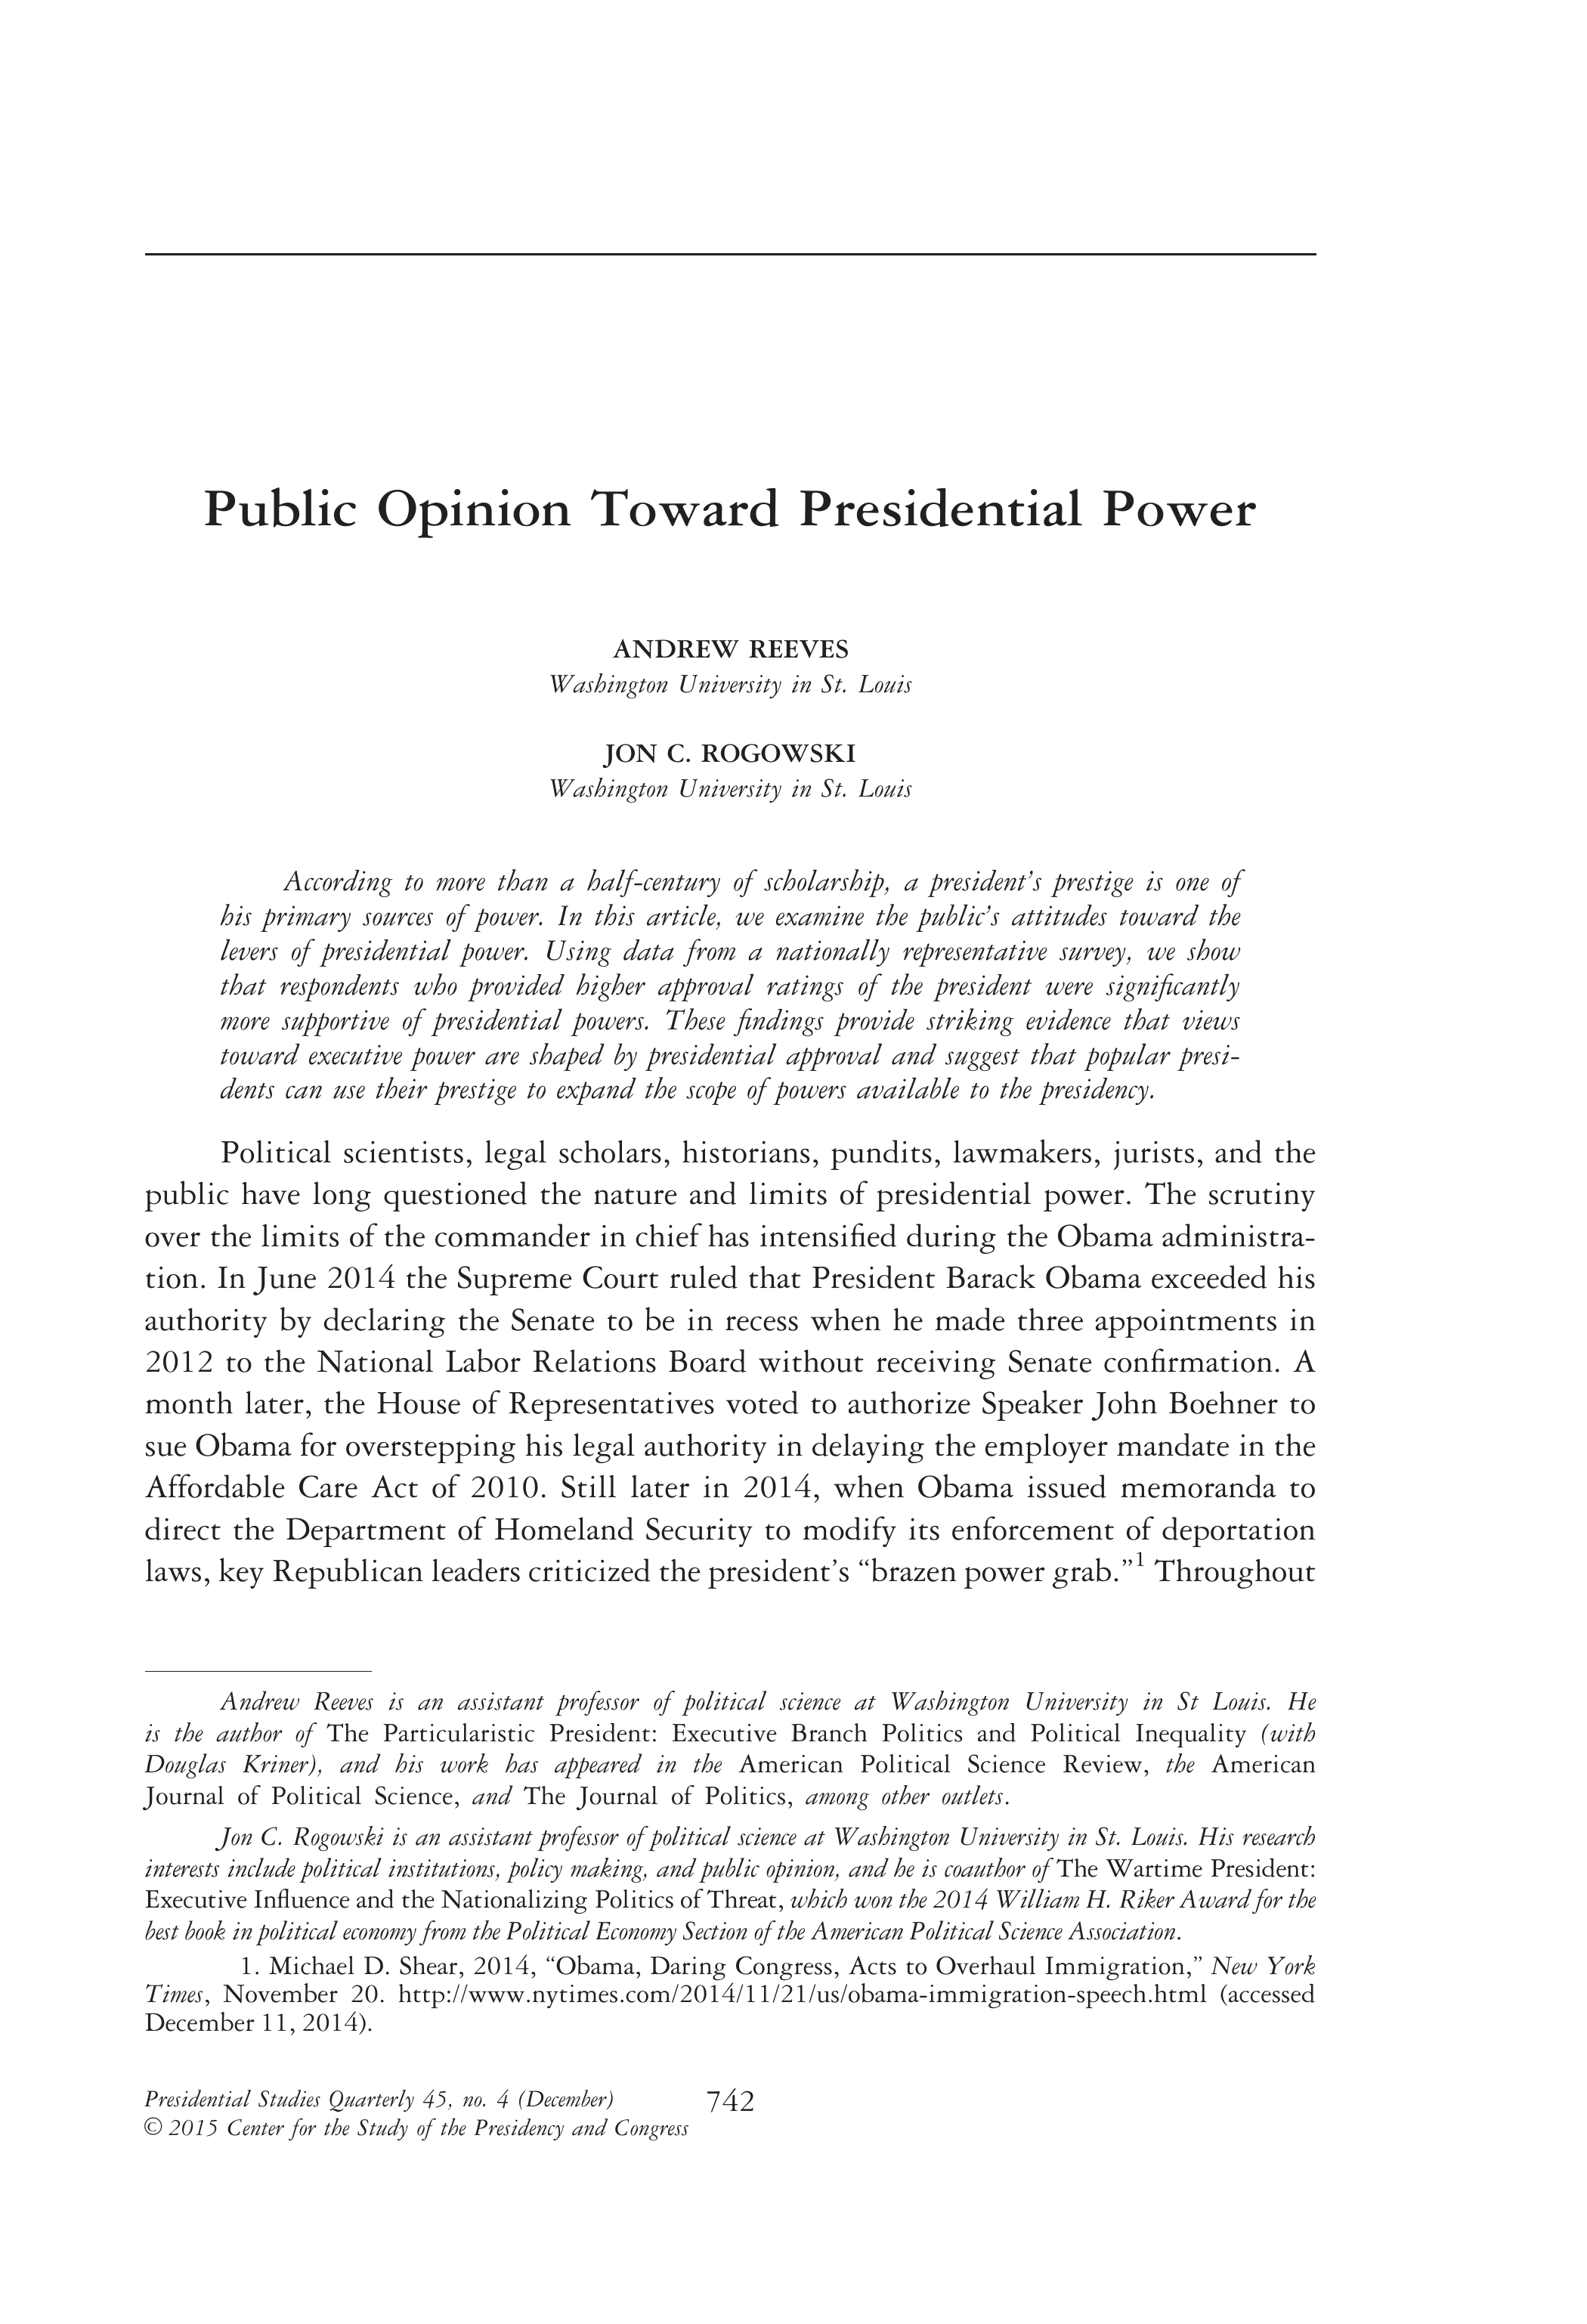 Public Opinion Toward Presidential Power
ANDREW REEVES
Washington University in St. Louis
JON C. ROGOWSKI
Washington University in St. Louis
According to more than a half-century of scholarship, a president's prestige is one of
his primary sources of power. In this article, we examine the public's attitudes toward the
levers of presidential power. Using data from a nationally representative survey, we show
that respondents who provided higher approval ratings of the president were significantly
more supportive of presidential powers. These findings provide striking evidence that views
toward executive power are shaped by presidential approval and suggest that popular presi-
dents can use their prestige to expand the scope of powers available to the presidency.
Political scientists, legal scholars, historians, pundits, lawmakers, jurists, and the
public have long questioned the nature and limits of presidential power. The scrutiny
over the limits of the commander in chief has intensified during the Obama administra-
tion. In June 2014 the Supreme Court ruled that President Barack Obama exceeded his
authority by declaring the Senate to be in recess when he made three appointments in
2012 to the National Labor Relations Board without receiving Senate confirmation. A
month later, the House of Representatives voted to authorize Speaker John Boehner to
sue Obama for overstepping his legal authority in delaying the employer mandate in the
Affordable Care Act of 2010. Still later in 2014, when Obama issued memoranda to
direct the Department of Homeland Security to modify its enforcement of deportation
laws, key Republican leaders criticized the president's “brazen power grab.”1 Throughout
Andrew Reeves is an assistant professor of political science at Washington University in St Louis. He
is the author of The Particularistic President: Executive Branch Politics and Political Inequality (with
Douglas Kriner), and his work has appeared in the American Political Science Review, the American
Journal of Political Science, and The Journal of Politics, among other outlets.
Jon C. Rogowski is an assistant professor of political science at Washington University in St. Louis. His research
interests include political institutions, policy making, and public opinion, and he is coauthor of The Wartime President:
Executive Influence and the Nationalizing Politics of Threat, which won the 2014 William H. Riker Award for the
best book in political economy from the Political Economy Section of the American Political Science Association.
1. Michael D. Shear, 2014, “Obama, Daring Congress, Acts to Overhaul Immigration,” New York
Times, November 20. http://www.nytimes.com/2014/11/21/us/obama-immigration-speech.html (accessed
December 11, 2014).
Presidential Studies Quarterly 45, no. 4 (December)
742
© 2015 Center for the Study of the Presidency and Congress